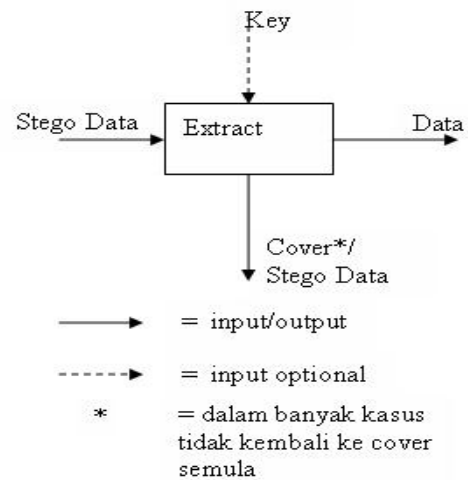 Key
Stego Data
Extract
Data
Cover*/
Stego Data
= input/output
= input optional
* = dalam banyak kasus
tidak kembali ke cover
semula